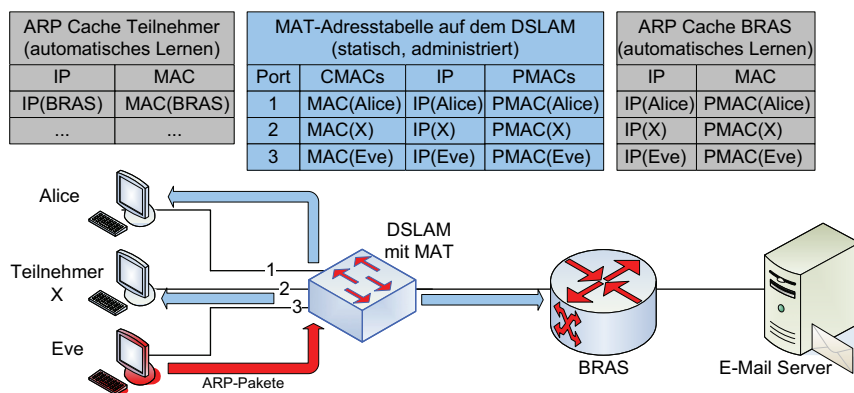 ARP Cache Teilnehmer
(automatisches Lernen)
IP MAC
IP(BRAS) MAC(BRAS)
... ...
MAT-Adresstabelle auf dem DSLAM
(statisch, administriert)
Port CMACs IP PMACs
1 MAC(Alice) IP(Alice) PMAC(Alice)
2 MAC(X) IP(X) PMAC(X)
3 MAC(Eve) IP(Eve) PMAC(Eve)
ARP Cache BRAS
(automatisches Lernen)
IP MAC
IP(Alice) PMAC(Alice)
IP(X) PMAC(X)
IP(Eve) PMAC(Eve)
Alice
Teilnehmer
X
Eve
1
2
3
ARP-Pakete
DSLAM
mit MAT
BRAS
E-Mail Server